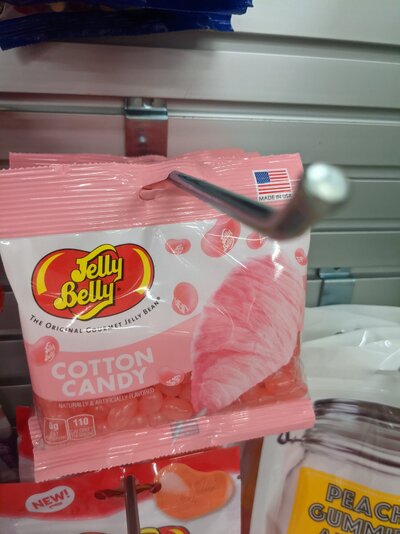 MADE IN USA
Jelly
Belly
THE ORIGINAL GOURMET JELLY BEAN
COTTON
CANDY
NATURALLY & ARTIFICIALLY FLAVORED
0g
110
NEW!
PEACH
GUMMI